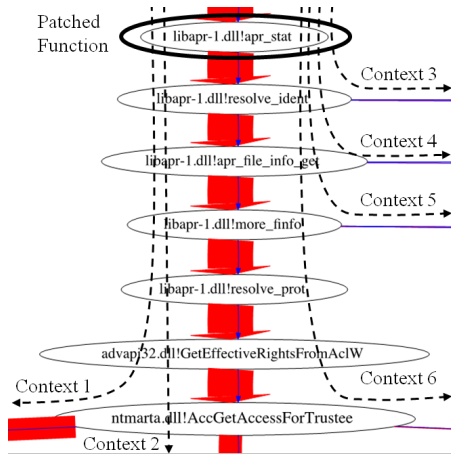 Patched
Function
libapr-1.dll!apr_stat
Context 3
libapr-1.dll!resolve_ident
Context 4
libapr-1.dll!apr_file_info_get
Context 5
libapr-1.dll!more_finfo
libapr-1.dll!resolve_prot
advapi32.dll!GetEffectiveRightsFromAclW
Context 1
Context 6
ntmarta.dll!AccGetAccessForTrustee
Context 2